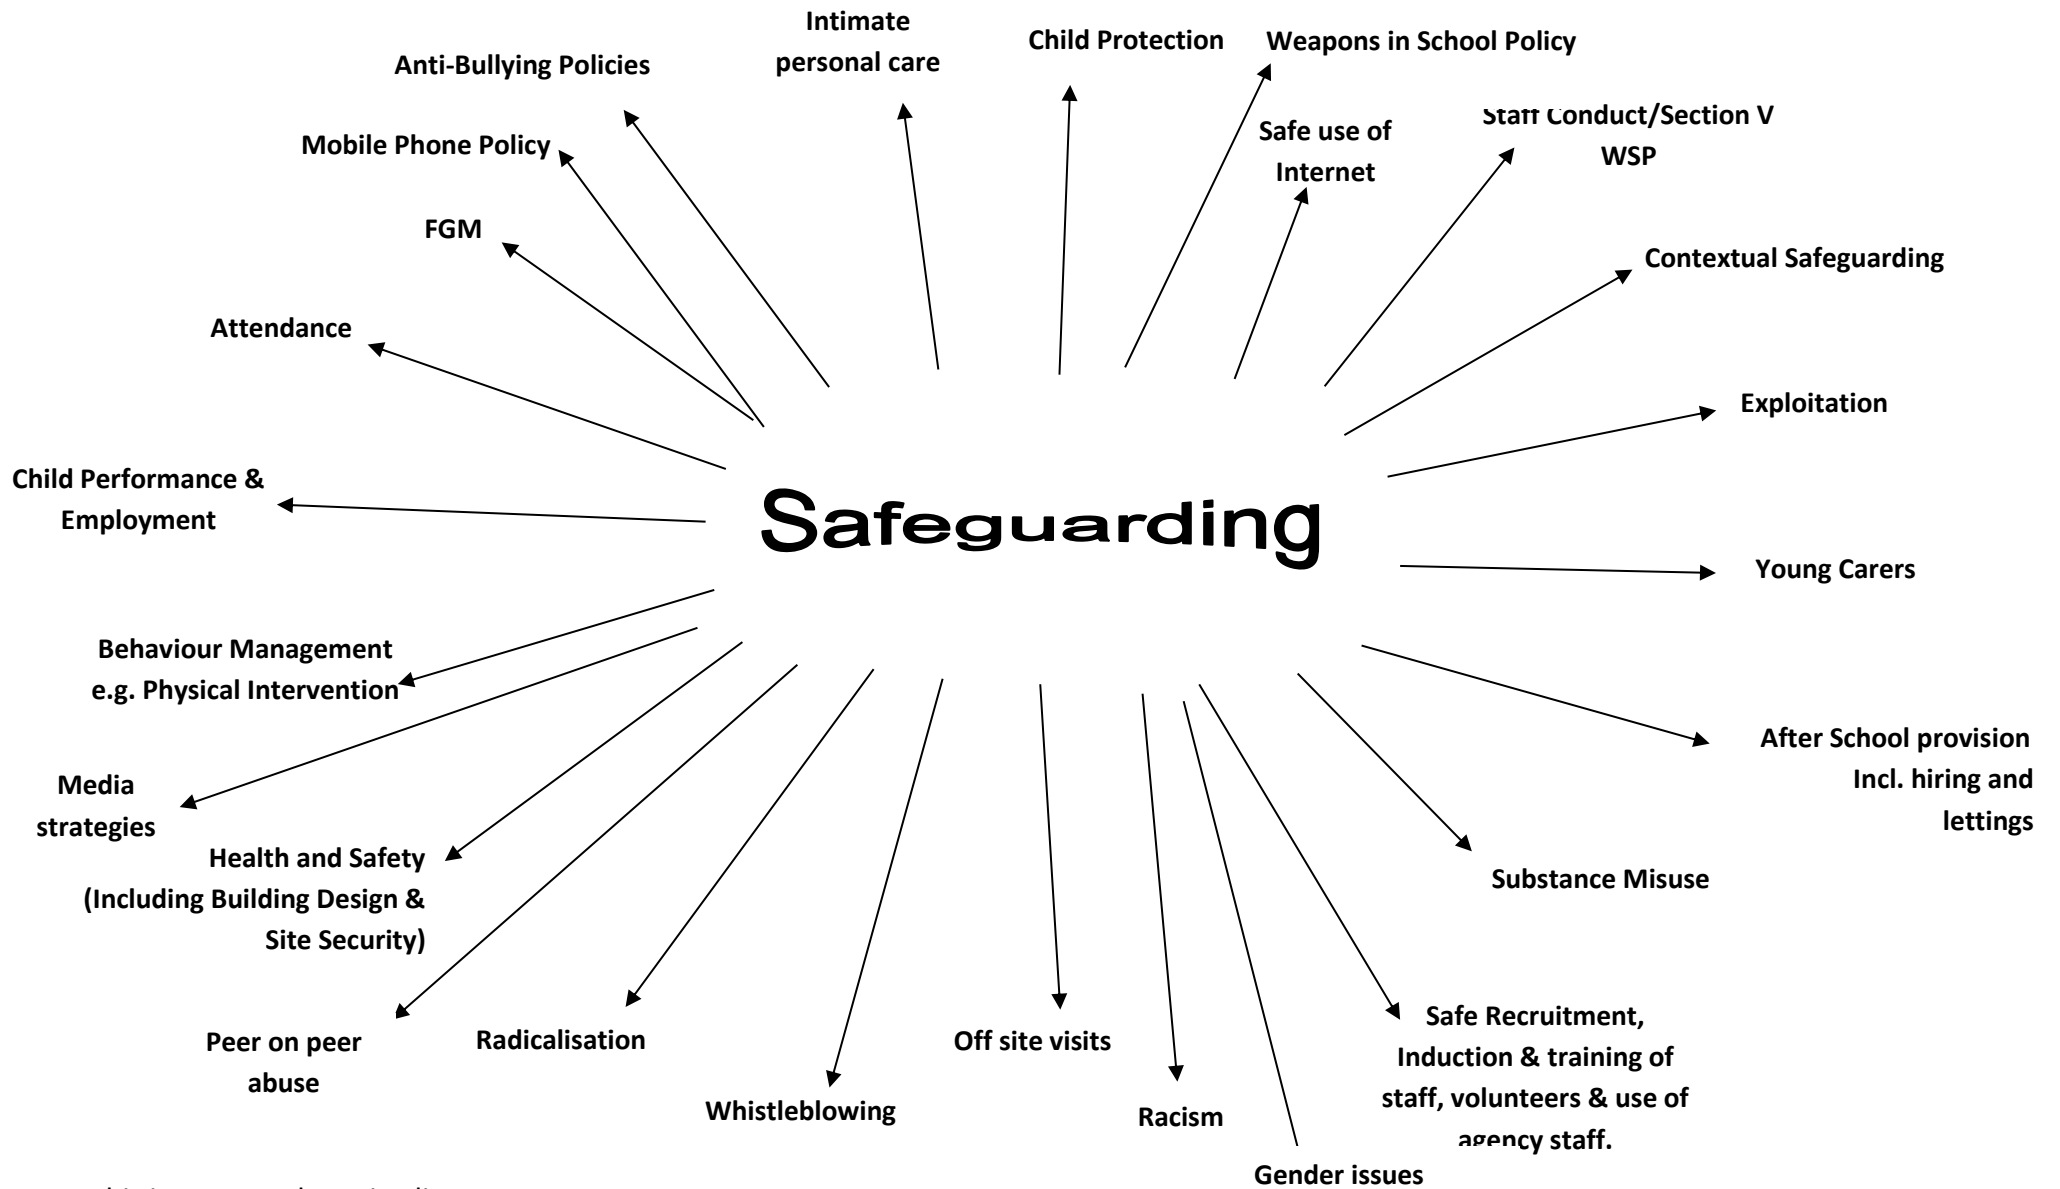 Intimate
personal care
Child Protection
Weapons in School Policy
Anti-Bullying Policies
Staff Conduct/Section V
WSP
Safe use of
Internet
Mobile Phone Policy
FGM
Contextual Safeguarding
Attendance
Exploitation
Child Performance &
Employment
Safeguarding
Young Carers
Behaviour Management
e.g. Physical Intervention
After School provision
Incl. hiring and
lettings
Media
strategies
Health and Safety
(Including Building Design &
Site Security)
Substance Misuse
Peer on peer
abuse
Radicalisation
Off site visits
Safe Recruitment,
Induction & training of
staff, volunteers & use of
agency staff.
Whistleblowing
Racism
Gender issues